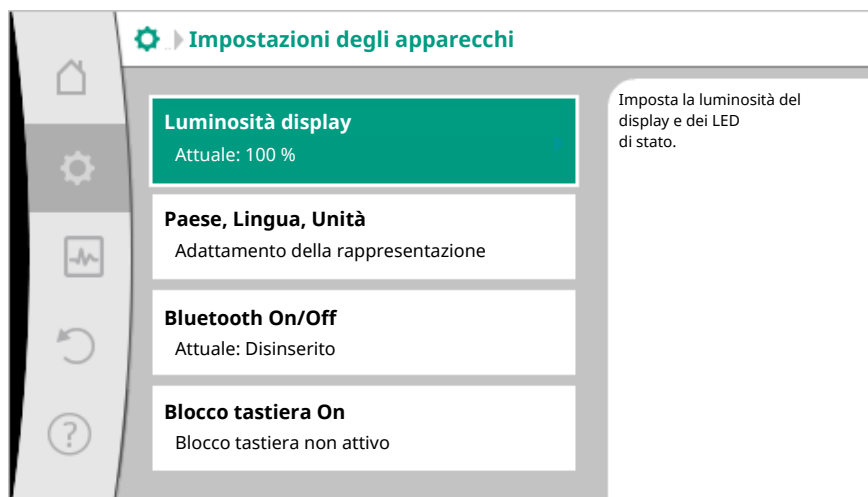 Impostazioni degli apparecchi
Luminosità display
Attuale: 100 %
Paese, Lingua, Unità
Adattamento della rappresentazione
Bluetooth On/Off
Attuale: Disinserito
Blocco tastiera On
Blocco tastiera non attivo
Imposta la luminosità del
display e dei LED
di stato.